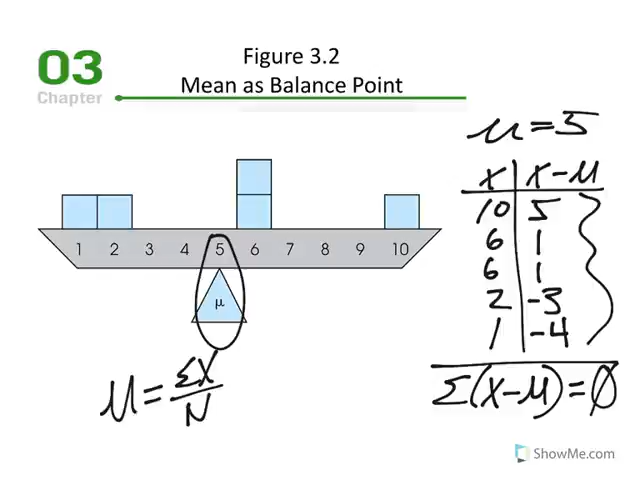 03
Chapter
Figure 3.2
Mean as Balance Point
μ = 5
X X-μ
10 5
6 1
6 1
2 -3
1 -4
Σ(X-μ)=0
1 2 3 4 5 6 7 8 9 10
μ
μ = ΣX/N
ShowMe.com